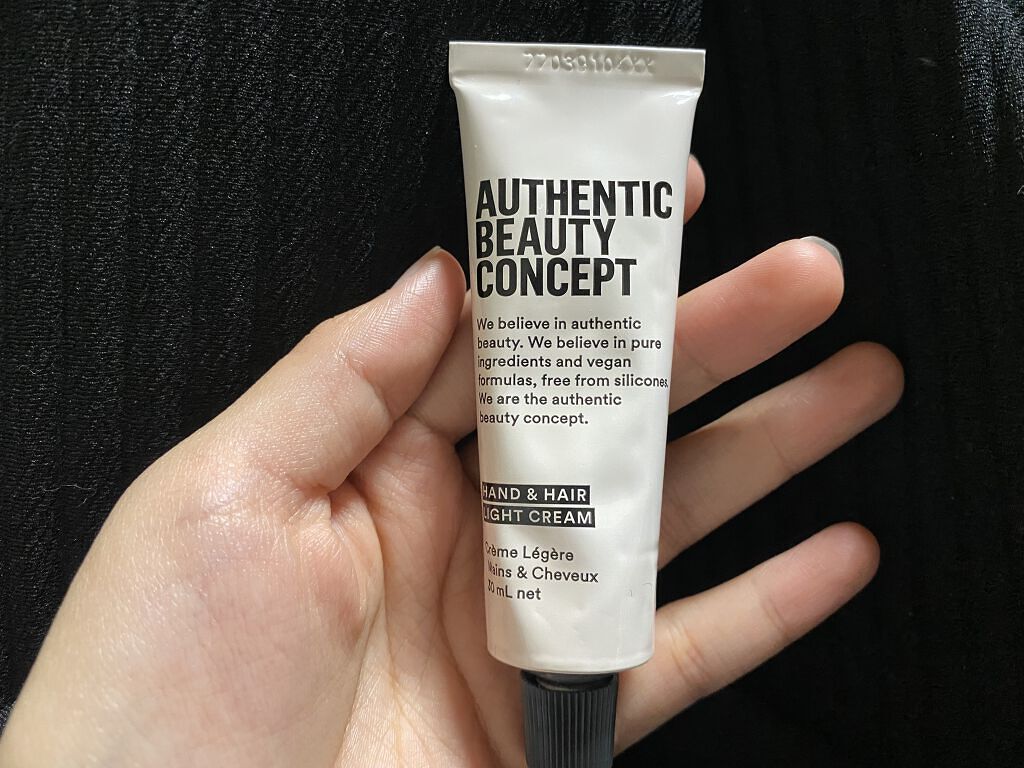 AUTHENTIC
BEAUTY
CONCEPT
We believe in authentic
beauty. We believe in pure
ingredients and vegan
formulas, free from silicones.
We are the authentic
beauty concept.
HAND & HAIR
LIGHT CREAM
Crème Légère
Mains & Cheveux
30 mL net